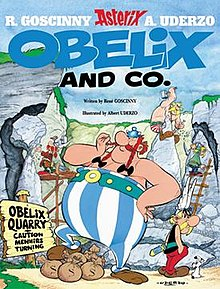 R. GOSCINNY Asterix A. UDERZO
OBELIX
AND CO.
Written by René GOSCINNY
Illustrated by Albert UDERZO
OBELIX
QUARRY
CAUTION
MENHIRS
TURNING